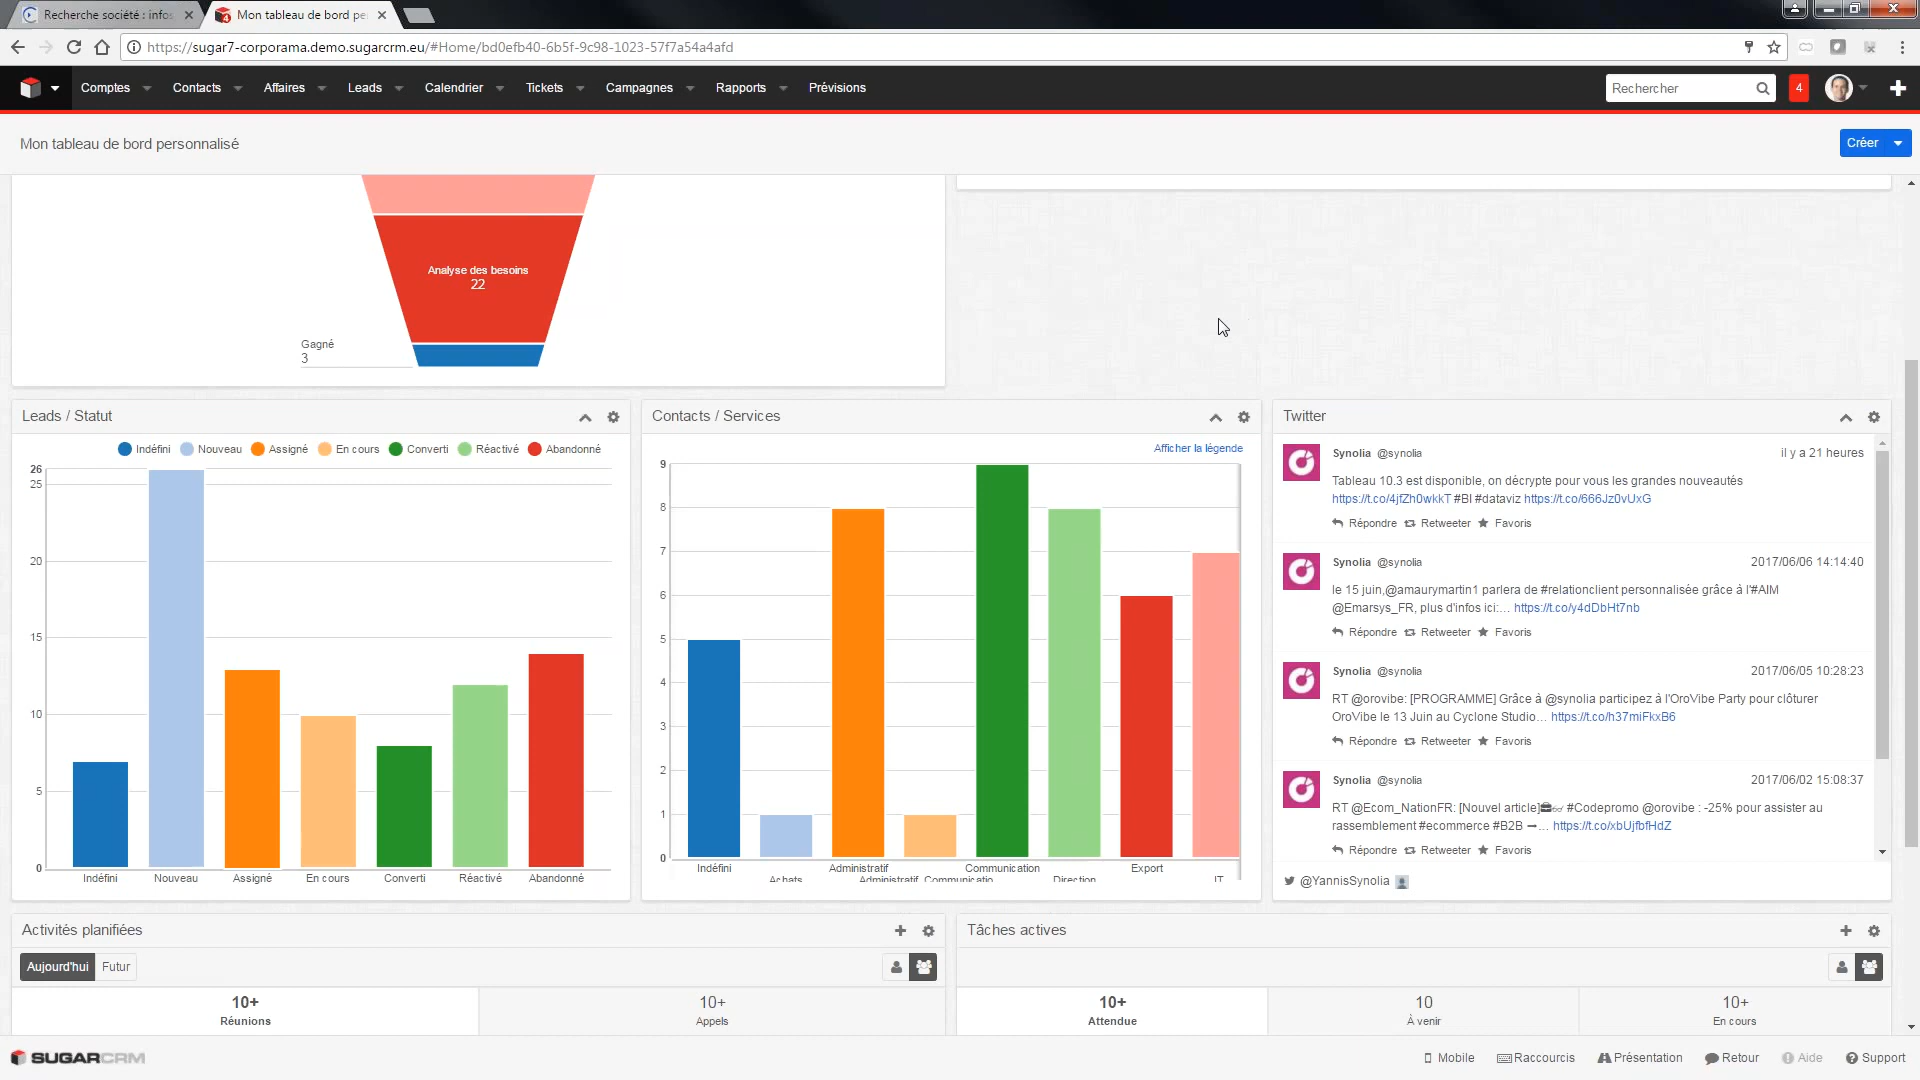 Recherche société : infos
Mon tableau de bord pe
https://sugar7-corporama.demo.sugarcrm.eu/#Home/bd0efb40-6b5f-9c98-1023-57f7a54a4afd
Comptes Contacts Affaires Leads Calendrier Tickets Campagnes Rapports Prévisions
Rechercher
4
Mon tableau de bord personnalisé
Créer
Analyse des besoins
22
Gagné
3
Leads / Statut
Indéfini Nouveau Assigné En cours Converti Réactivé Abandonné
26
25
20
15
10
5
0
Indéfini Nouveau Assigné En cours Converti Réactivé Abandonné
Contacts / Services
Afficher la légende
9
8
7
6
5
4
3
2
1
0
Indéfini Administratif Communication Export
Achats Administratif Communicatio Direction IT
Twitter
Synolia @synolia il y a 21 heures
Tableau 10.3 est disponible, on décrypte pour vous les grandes nouveautés
https://t.co/4jfZh0wkkT #BI #dataviz https://t.co/666Jz0vUxG
Répondre Retweeter Favoris
Synolia @synolia 2017/06/06 14:14:40
le 15 juin,@amaurymartin1 parlera de #relationclient personnalisée grâce à l'#AIM
@Emarsys_FR, plus d'infos ici:... https://t.co/y4dDbHt7nb
Répondre Retweeter Favoris
Synolia @synolia 2017/06/05 10:28:23
RT @orovibe: [PROGRAMME] Grâce à @synolia participez à l'OroVibe Party pour clôturer
OroVibe le 13 Juin au Cyclone Studio... https://t.co/h37miFkxB6
Répondre Retweeter Favoris
Synolia @synolia 2017/06/02 15:08:37
RT @Ecom_NationFR: [Nouvel article]💼👓 #Codepromo @orovibe : -25% pour assister au
rassemblement #ecommerce #B2B ➞... https://t.co/xbUjfbfHdZ
Répondre Retweeter Favoris
@YannisSynolia
Activités planifiées
Aujourd'hui Futur
10+
Réunions
10+
Appels
Tâches actives
10+
Attendue
10
À venir
10+
En cours
SUGARCRM
Mobile Raccourcis Présentation Retour Aide Support